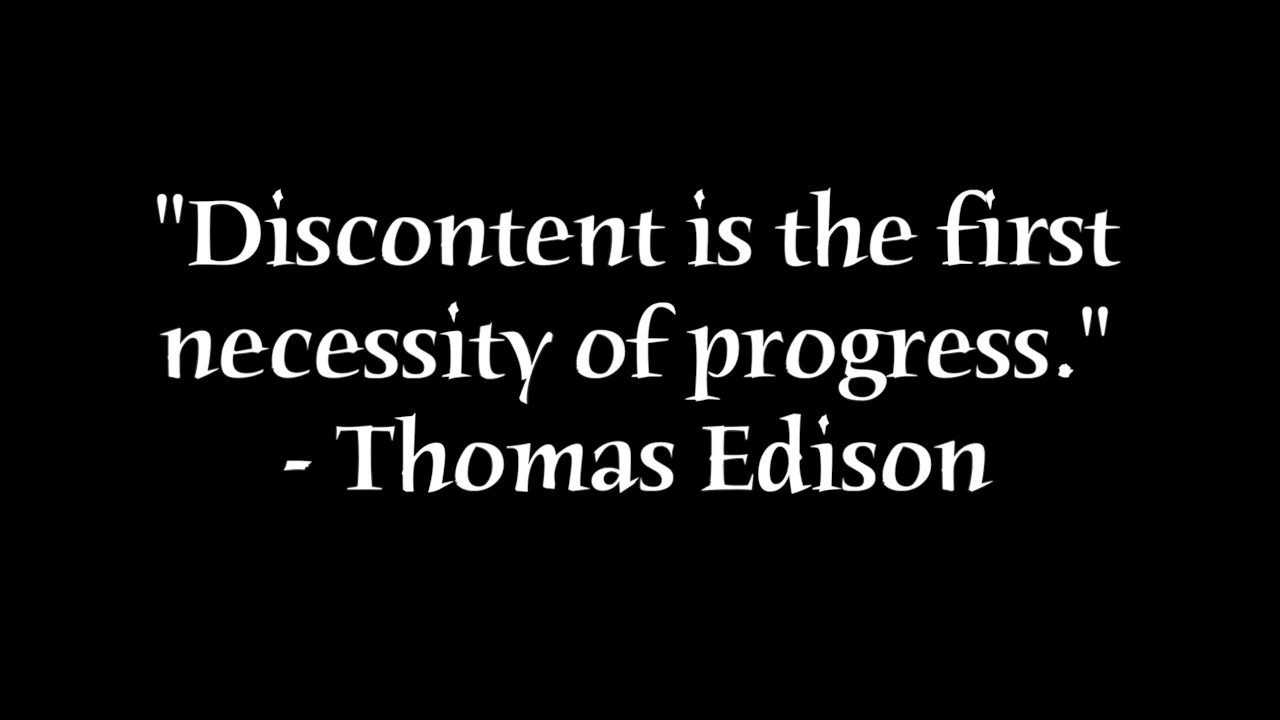 "Discontent is the first
necessity of progress."
- Thomas Edison